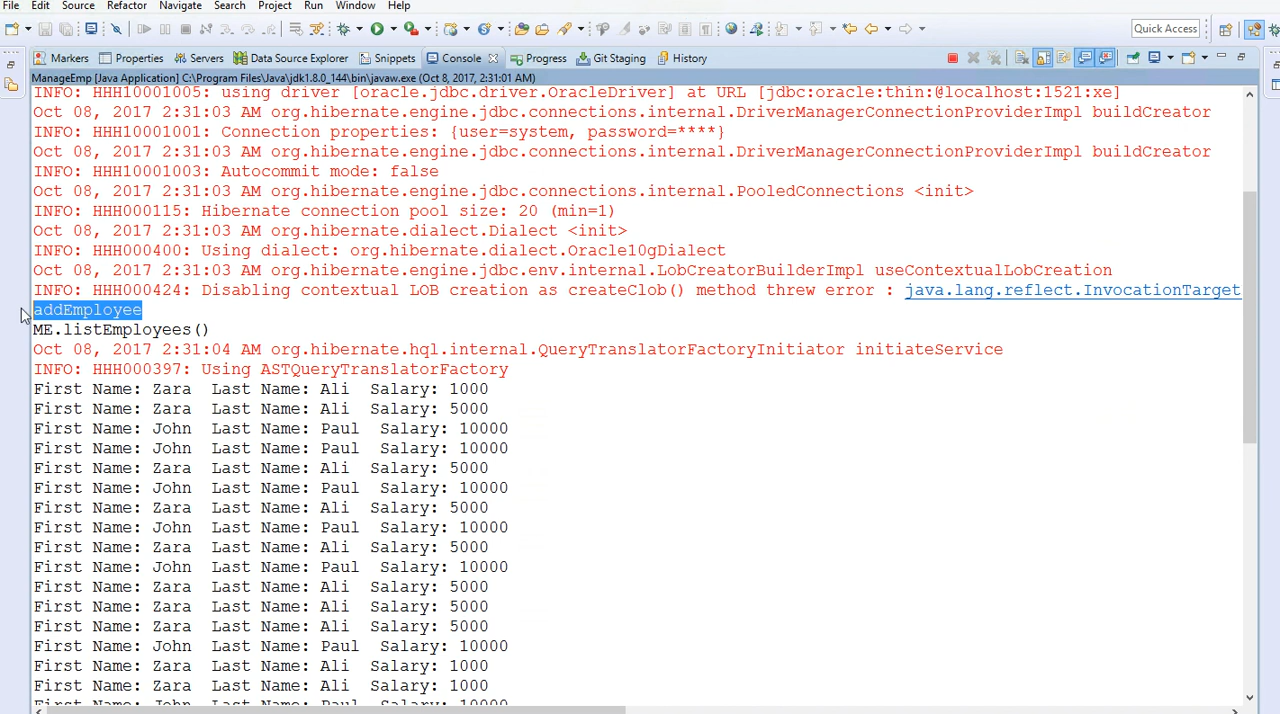 File Edit Source Refactor Navigate Search Project Run Window Help
Quick Access
Markers Properties Servers Data Source Explorer Snippets Console Progress Git Staging History
ManageEmp [Java Application] C:\Program Files\Java\jdk1.8.0_144\bin\javaw.exe (Oct 8, 2017, 2:31:01 AM)
INFO: HHH10001005: using driver [oracle.jdbc.driver.OracleDriver] at URL [jdbc:oracle:thin:@localhost:1521:xe]
Oct 08, 2017 2:31:03 AM org.hibernate.engine.jdbc.connections.internal.DriverManagerConnectionProviderImpl buildCreator
INFO: HHH10001001: Connection properties: {user=system, password=****}
Oct 08, 2017 2:31:03 AM org.hibernate.engine.jdbc.connections.internal.DriverManagerConnectionProviderImpl buildCreator
INFO: HHH10001003: Autocommit mode: false
Oct 08, 2017 2:31:03 AM org.hibernate.engine.jdbc.connections.internal.PooledConnections <init>
INFO: HHH000115: Hibernate connection pool size: 20 (min=1)
Oct 08, 2017 2:31:03 AM org.hibernate.dialect.Dialect <init>
INFO: HHH000400: Using dialect: org.hibernate.dialect.Oracle10gDialect
Oct 08, 2017 2:31:03 AM org.hibernate.engine.jdbc.env.internal.LobCreatorBuilderImpl useContextualLobCreation
INFO: HHH000424: Disabling contextual LOB creation as createClob() method threw error : java.lang.reflect.InvocationTarget
addEmployee
ME.listEmployees()
Oct 08, 2017 2:31:04 AM org.hibernate.hql.internal.QueryTranslatorFactoryInitiator initiateService
INFO: HHH000397: Using ASTQueryTranslatorFactory
First Name: Zara Last Name: Ali Salary: 1000
First Name: Zara Last Name: Ali Salary: 5000
First Name: John Last Name: Paul Salary: 10000
First Name: John Last Name: Paul Salary: 10000
First Name: Zara Last Name: Ali Salary: 5000
First Name: John Last Name: Paul Salary: 10000
First Name: Zara Last Name: Ali Salary: 5000
First Name: John Last Name: Paul Salary: 10000
First Name: Zara Last Name: Ali Salary: 5000
First Name: John Last Name: Paul Salary: 10000
First Name: Zara Last Name: Ali Salary: 5000
First Name: Zara Last Name: Ali Salary: 5000
First Name: Zara Last Name: Ali Salary: 5000
First Name: John Last Name: Paul Salary: 10000
First Name: Zara Last Name: Ali Salary: 1000
First Name: Zara Last Name: Ali Salary: 1000
First Name: John Last Name: Paul Salary: 10000